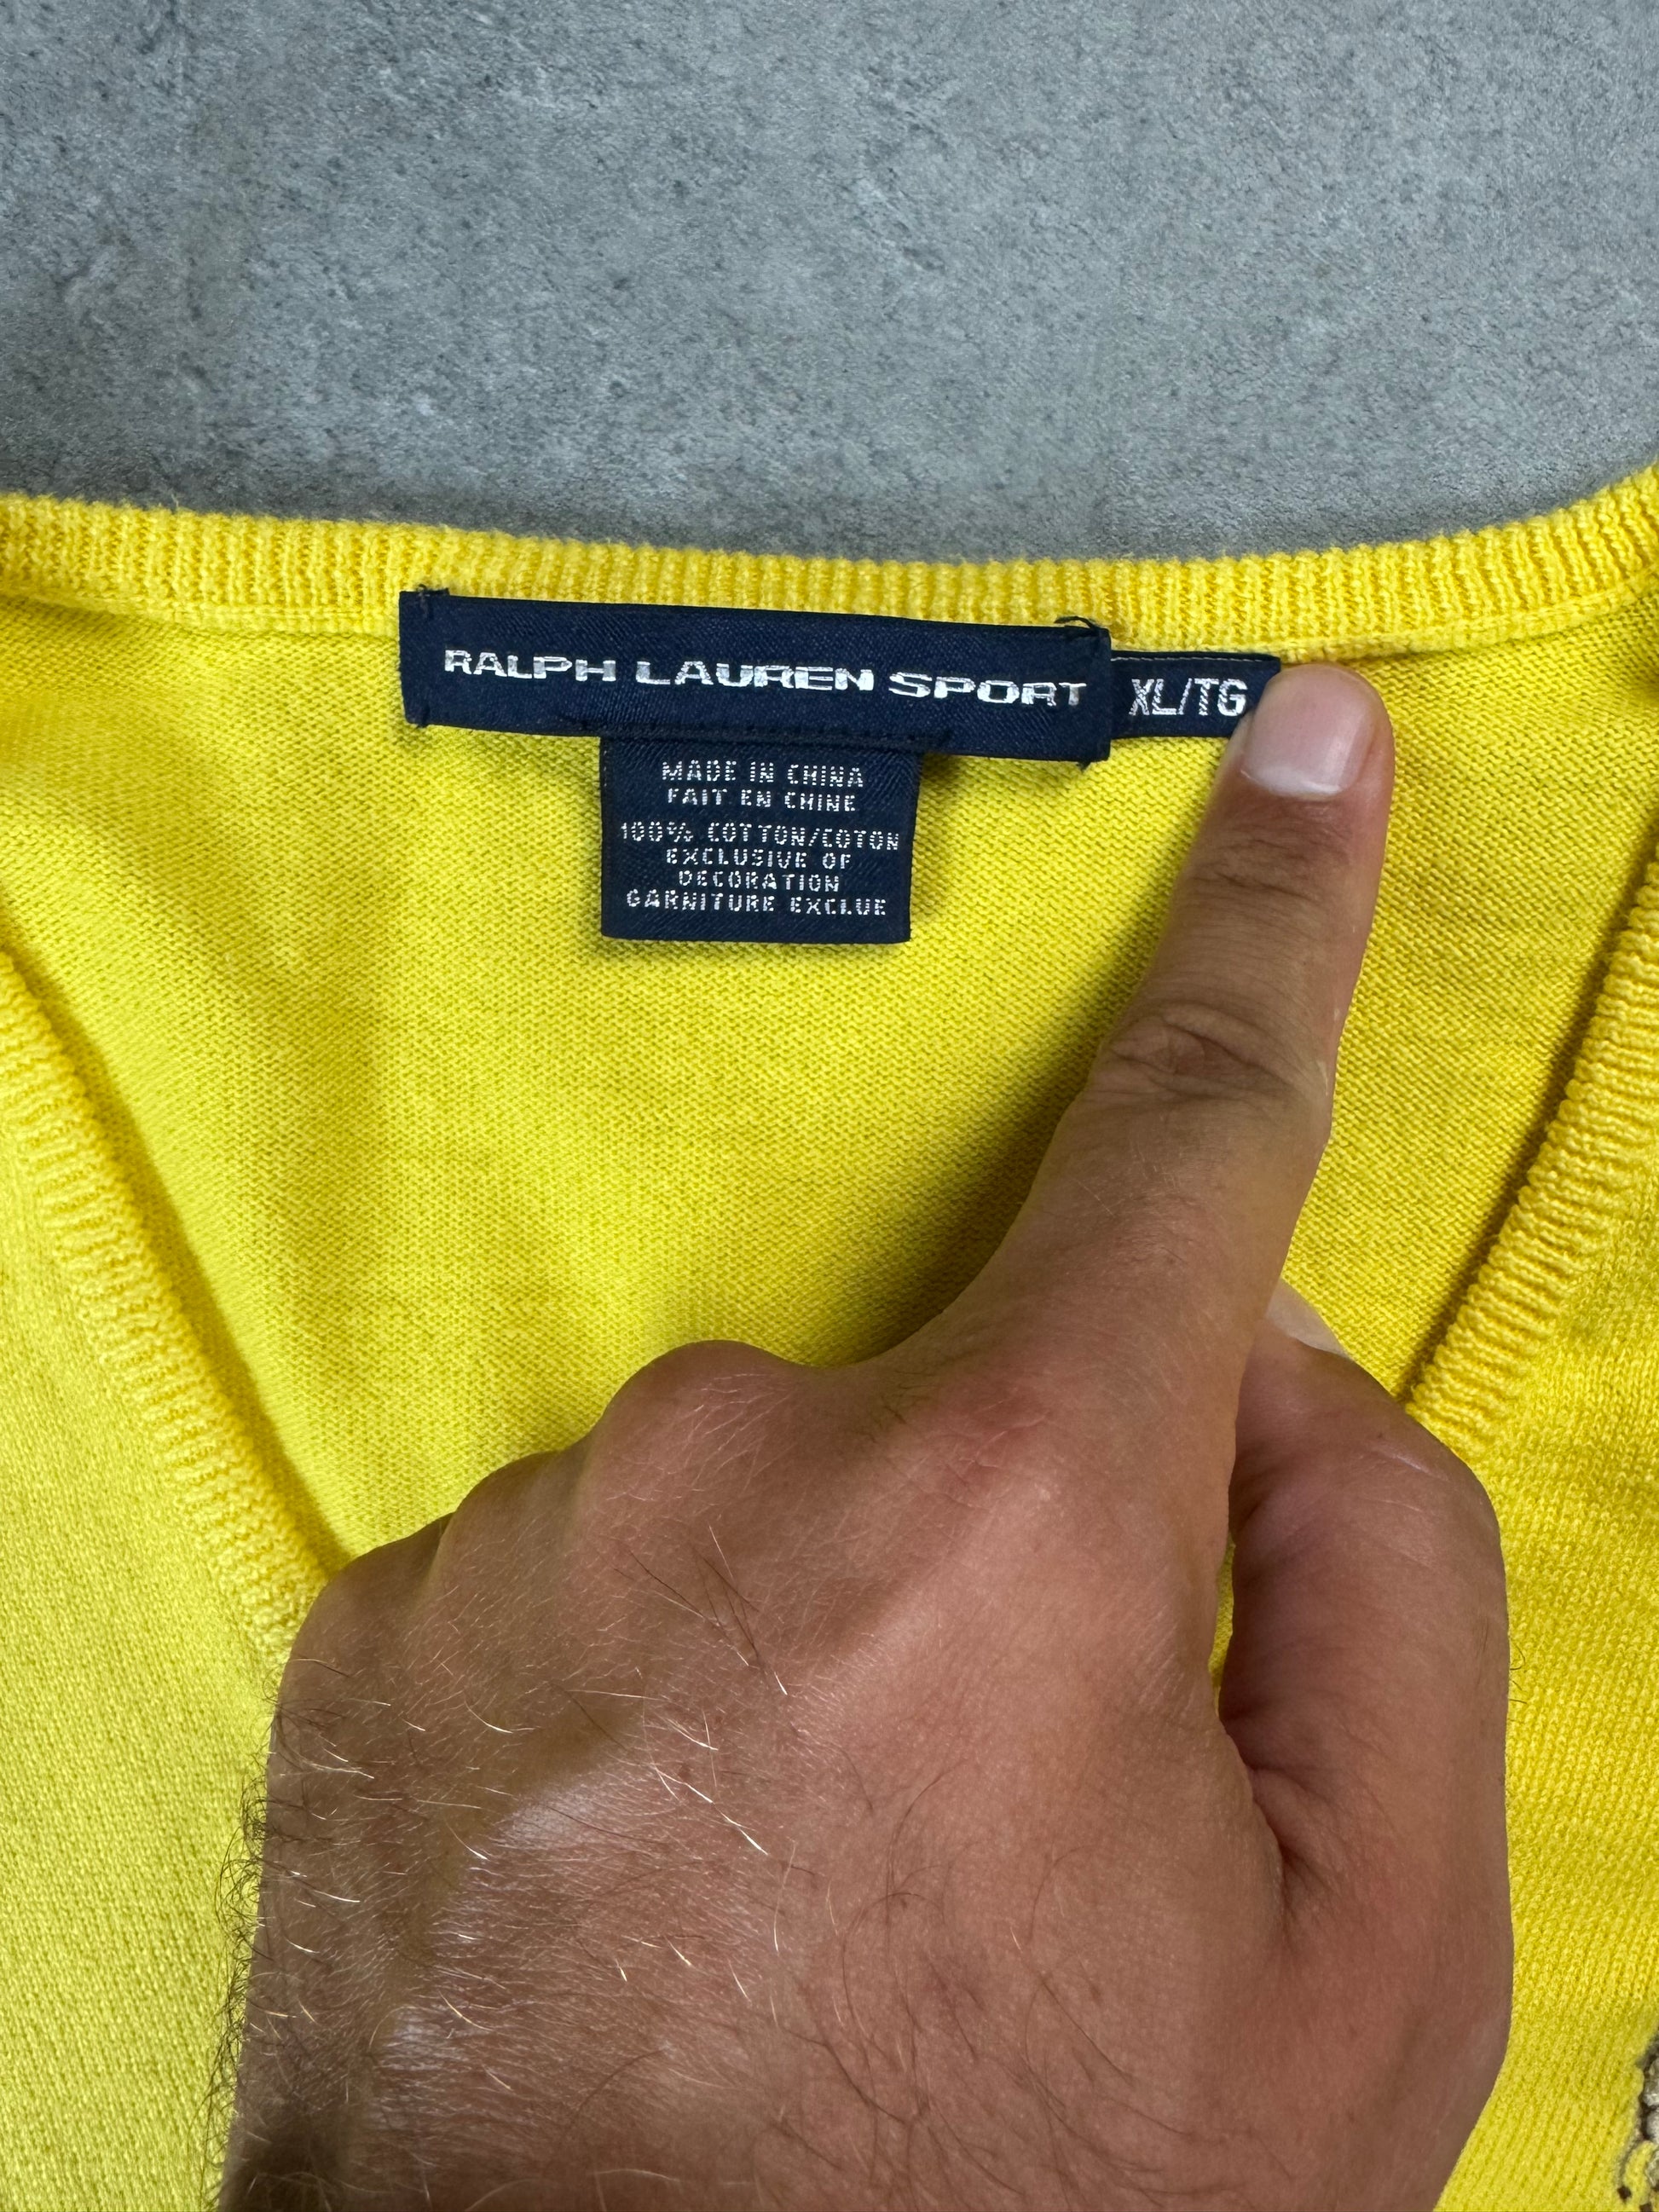 RALPH LAUREN SPORT
XL/TG
MADE IN CHINA
FAIT EN CHINE
100% COTTON/COTON
EXCLUSIVE OF
DECORATION
GARNITURE EXCLUE